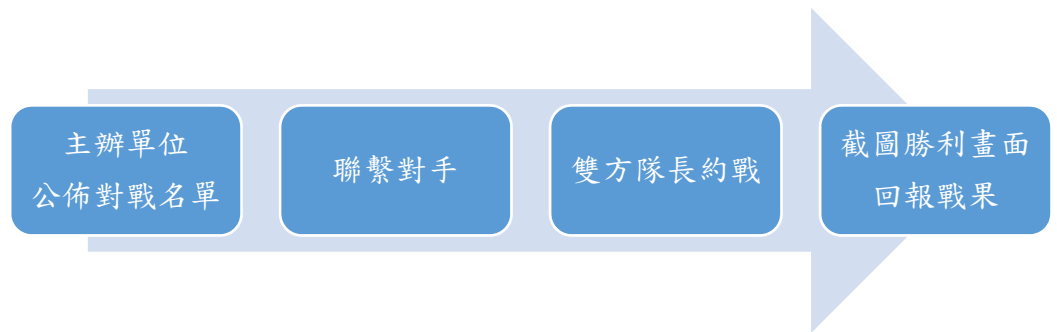 主辦單位
公佈對戰名單
聯繫對手
雙方隊長約戰
截圖勝利畫面
回報戰果